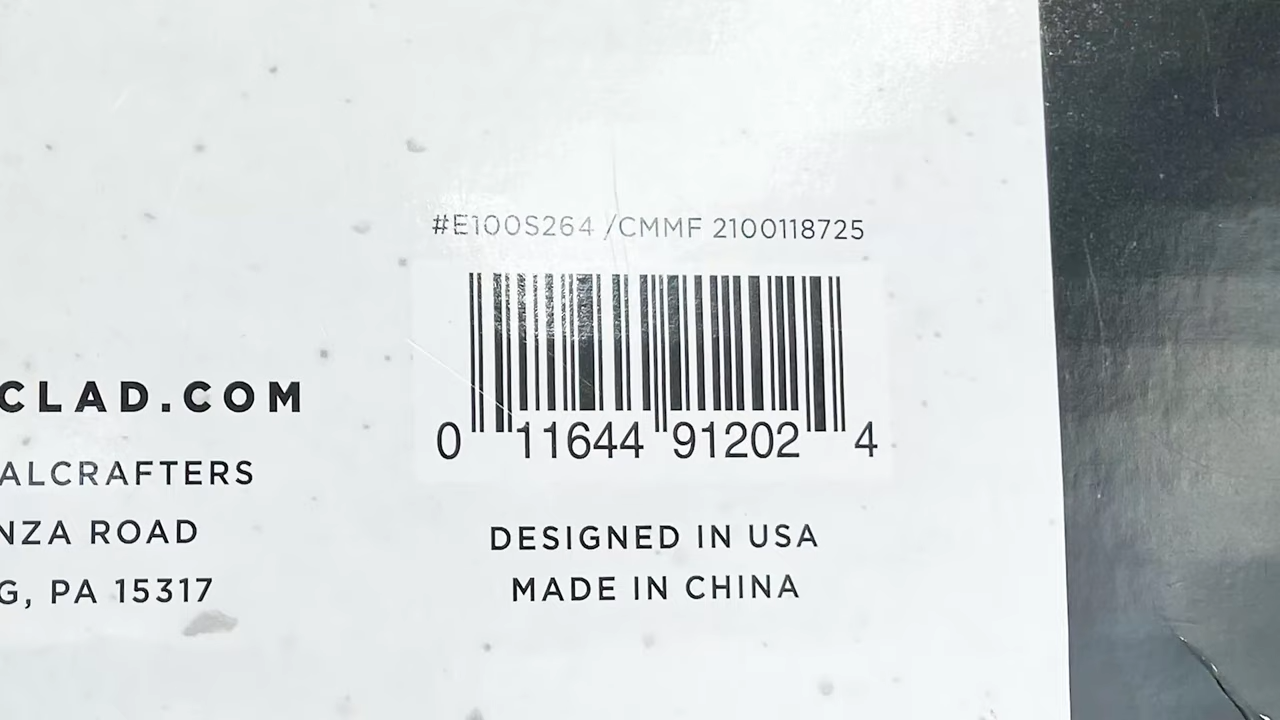 #E100S264 /CMMF 2100118725
0 11644 91202 4
CLAD.COM
ALCRAFTERS
NZA ROAD
G, PA 15317
DESIGNED IN USA
MADE IN CHINA